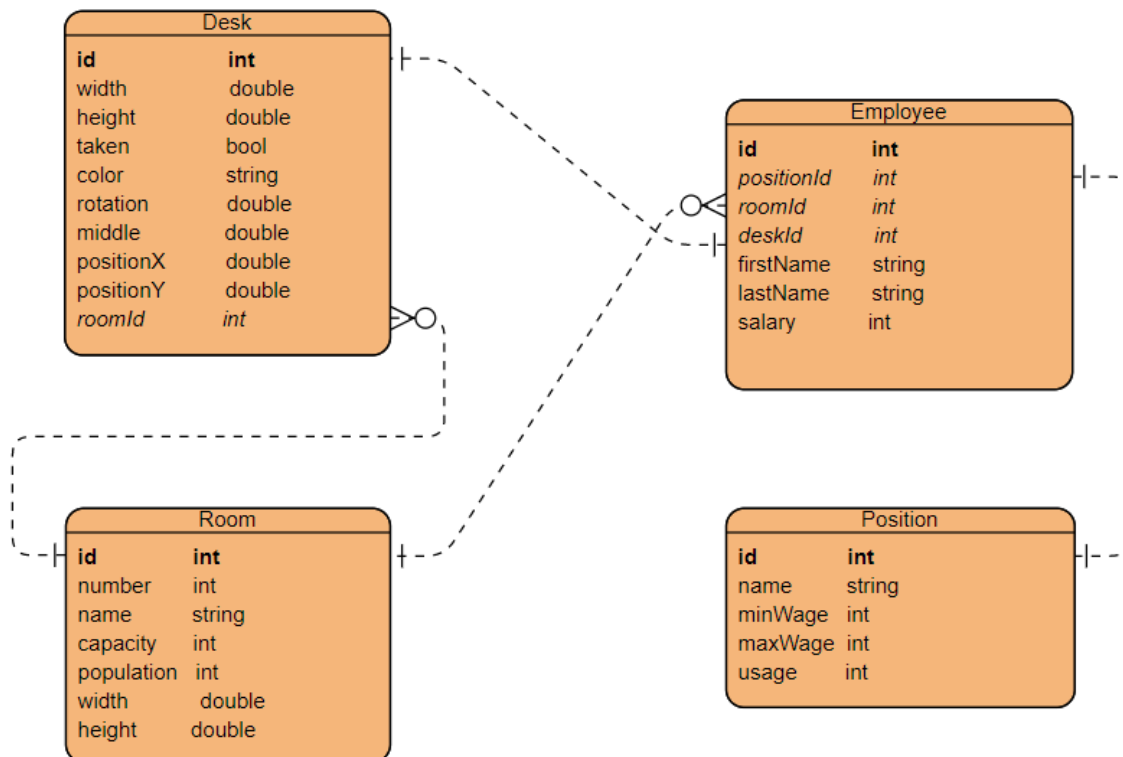 Desk
id int
width double
height double
taken bool
color string
rotation double
middle double
positionX double
positionY double
roomId int
Employee
id int
positionId int
roomId int
deskId int
firstName string
lastName string
salary int
Room
id int
number int
name string
capacity int
population int
width double
height double
Position
id int
name string
minWage int
maxWage int
usage int